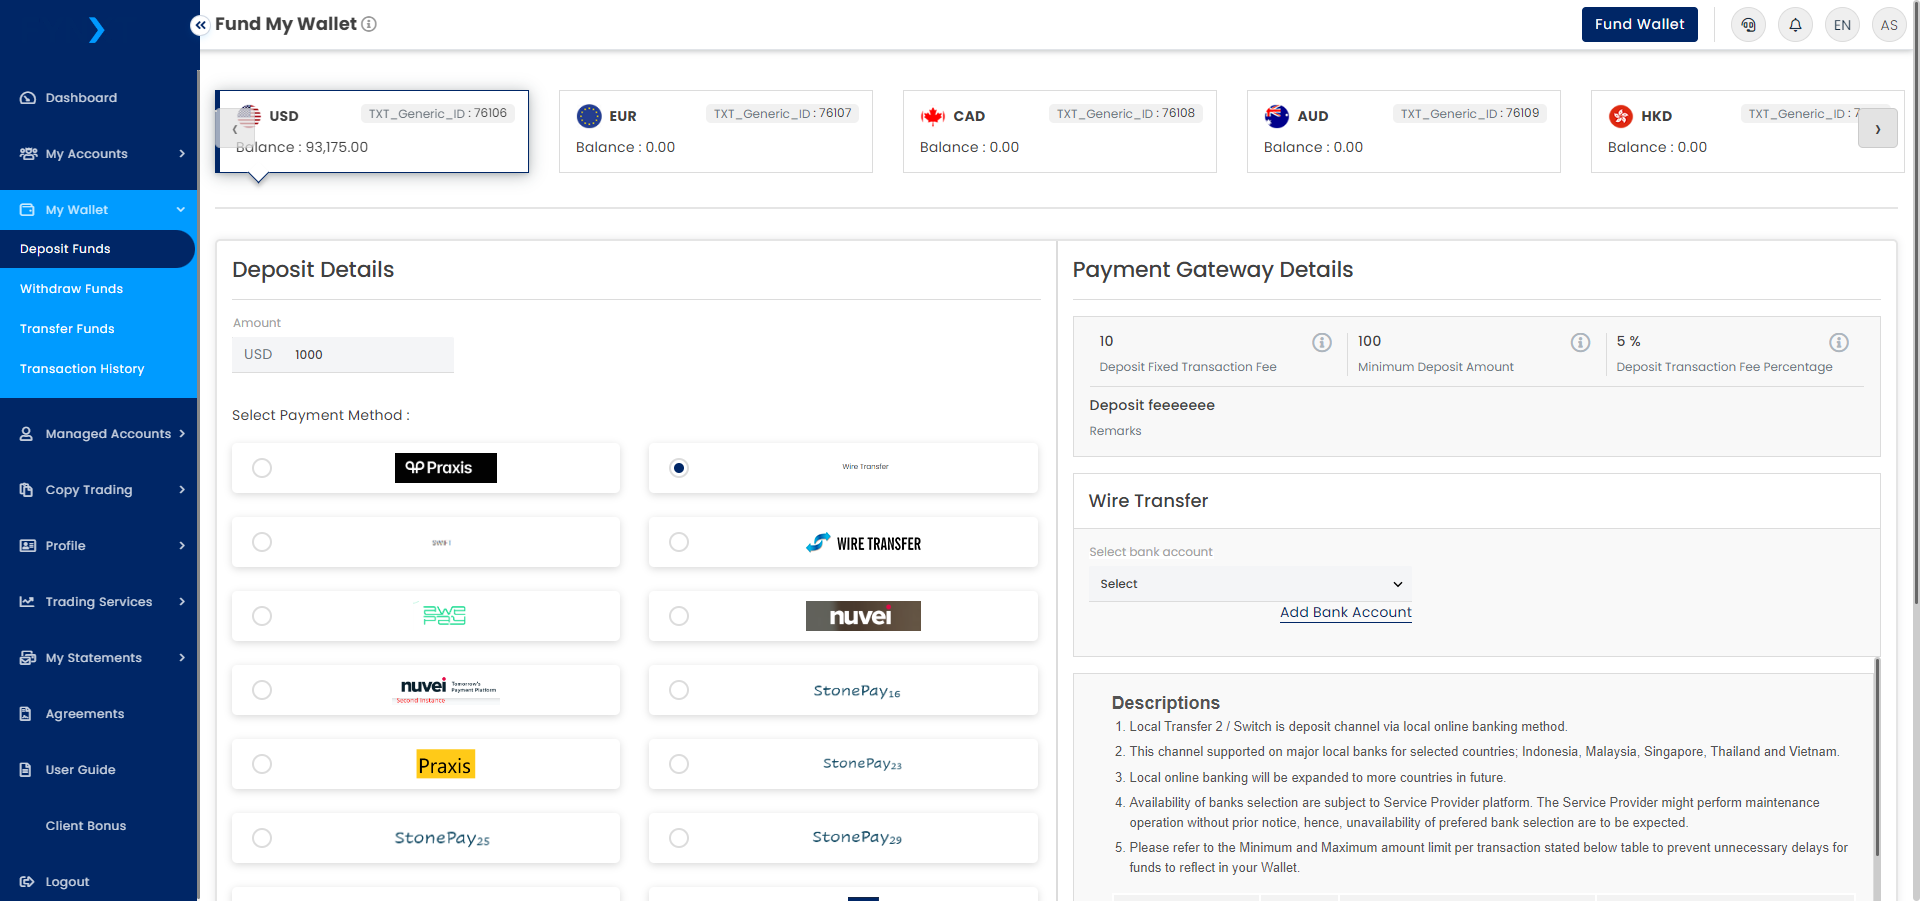 Fund My Wallet
Fund Wallet
EN
AS
Dashboard
My Accounts
My Wallet
Deposit Funds
Withdraw Funds
Transfer Funds
Transaction History
Managed Accounts
Copy Trading
Profile
Trading Services
My Statements
Agreements
User Guide
Client Bonus
Logout
USD
TXT_Generic_ID : 76106
Balance : 93,175.00
EUR
TXT_Generic_ID : 76107
Balance : 0.00
CAD
TXT_Generic_ID : 76108
Balance : 0.00
AUD
TXT_Generic_ID : 76109
Balance : 0.00
HKD
TXT_Generic_ID : 7
Balance : 0.00
Deposit Details
Amount
USD 1000
Select Payment Method :
Praxis
Wire Transfer
WIRE TRANSFER
nuvei
nuvei Tomorrow's Payment Platform
Second Instance
StonePay16
Praxis
StonePay23
StonePay25
StonePay29
Payment Gateway Details
10
Deposit Fixed Transaction Fee
100
Minimum Deposit Amount
5 %
Deposit Transaction Fee Percentage
Deposit feeeeeee
Remarks
Wire Transfer
Select bank account
Select
Add Bank Account
Descriptions
1. Local Transfer 2 / Switch is deposit channel via local online banking method.
2. This channel supported on major local banks for selected countries; Indonesia, Malaysia, Singapore, Thailand and Vietnam.
3. Local online banking will be expanded to more countries in future.
4. Availability of banks selection are subject to Service Provider platform. The Service Provider might perform maintenance
operation without prior notice, hence, unavailability of prefered bank selection are to be expected.
5. Please refer to the Minimum and Maximum amount limit per transaction stated below table to prevent unnecessary delays for
funds to reflect in your Wallet.